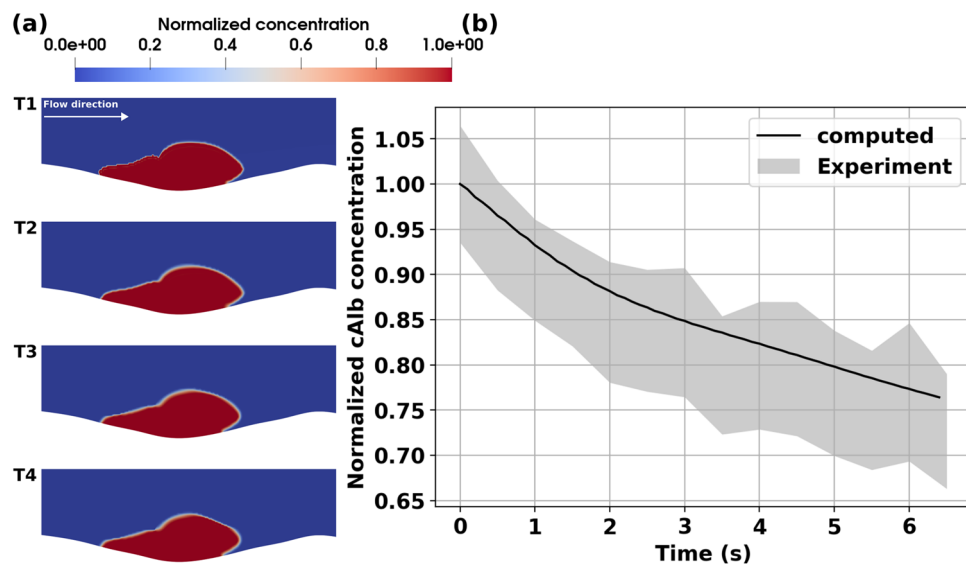 (a)
Normalized concentration
0.0e+00 0.2 0.4 0.6 0.8 1.0e+00
T1
Flow direction
T2
T3
T4
(b)
Normalized cAlb concentration
1.05
1.00
0.95
0.90
0.85
0.80
0.75
0.70
0.65
computed
Experiment
0 1 2 3 4 5 6
Time (s)